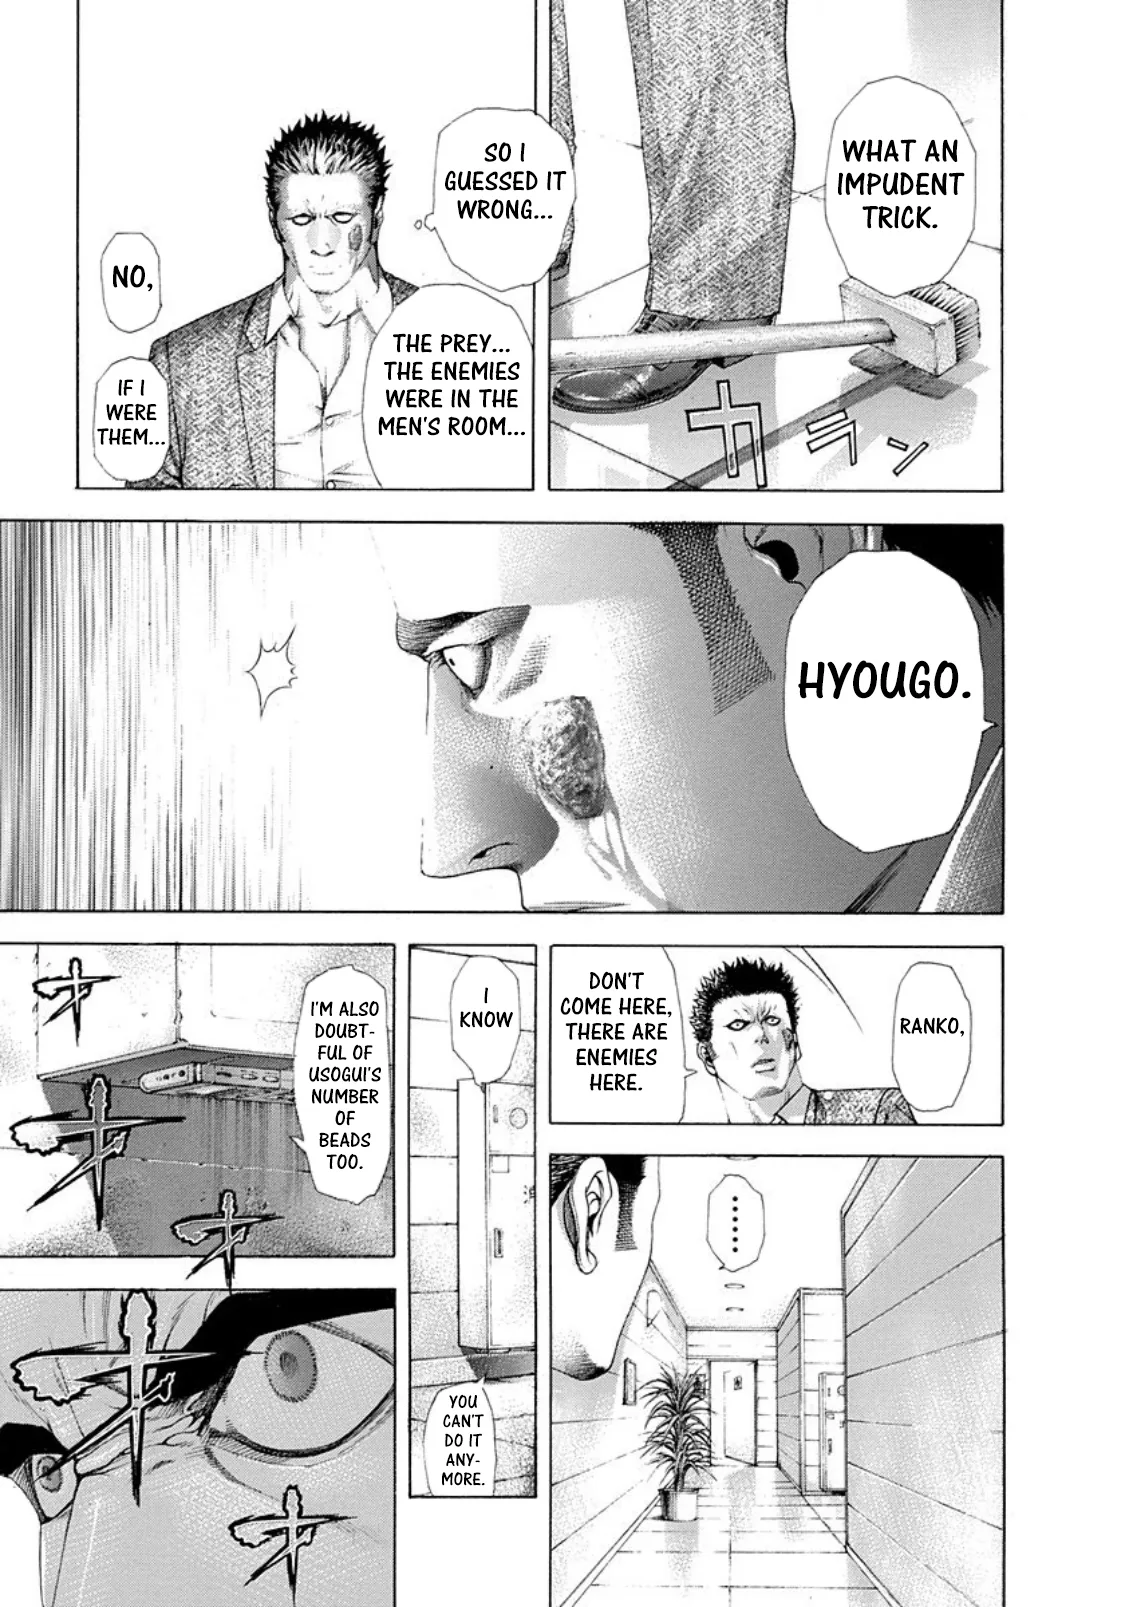 WHAT AN
IMPUDENT
TRICK.
カラン
SO I
GUESSED IT
WRONG...
THE PREY...
THE ENEMIES
WERE IN THE
MEN'S ROOM...
NO,
IF I
WERE
THEM...
HYOUGO.
RANKO,
DON'T
COME HERE,
THERE ARE
ENEMIES
HERE.
......
I
KNOW
YOU
CAN'T
DO IT
ANY-
MORE.
I'M ALSO
DOUBT-
FUL OF
USOGUI'S
NUMBER
OF
BEADS
TOO.